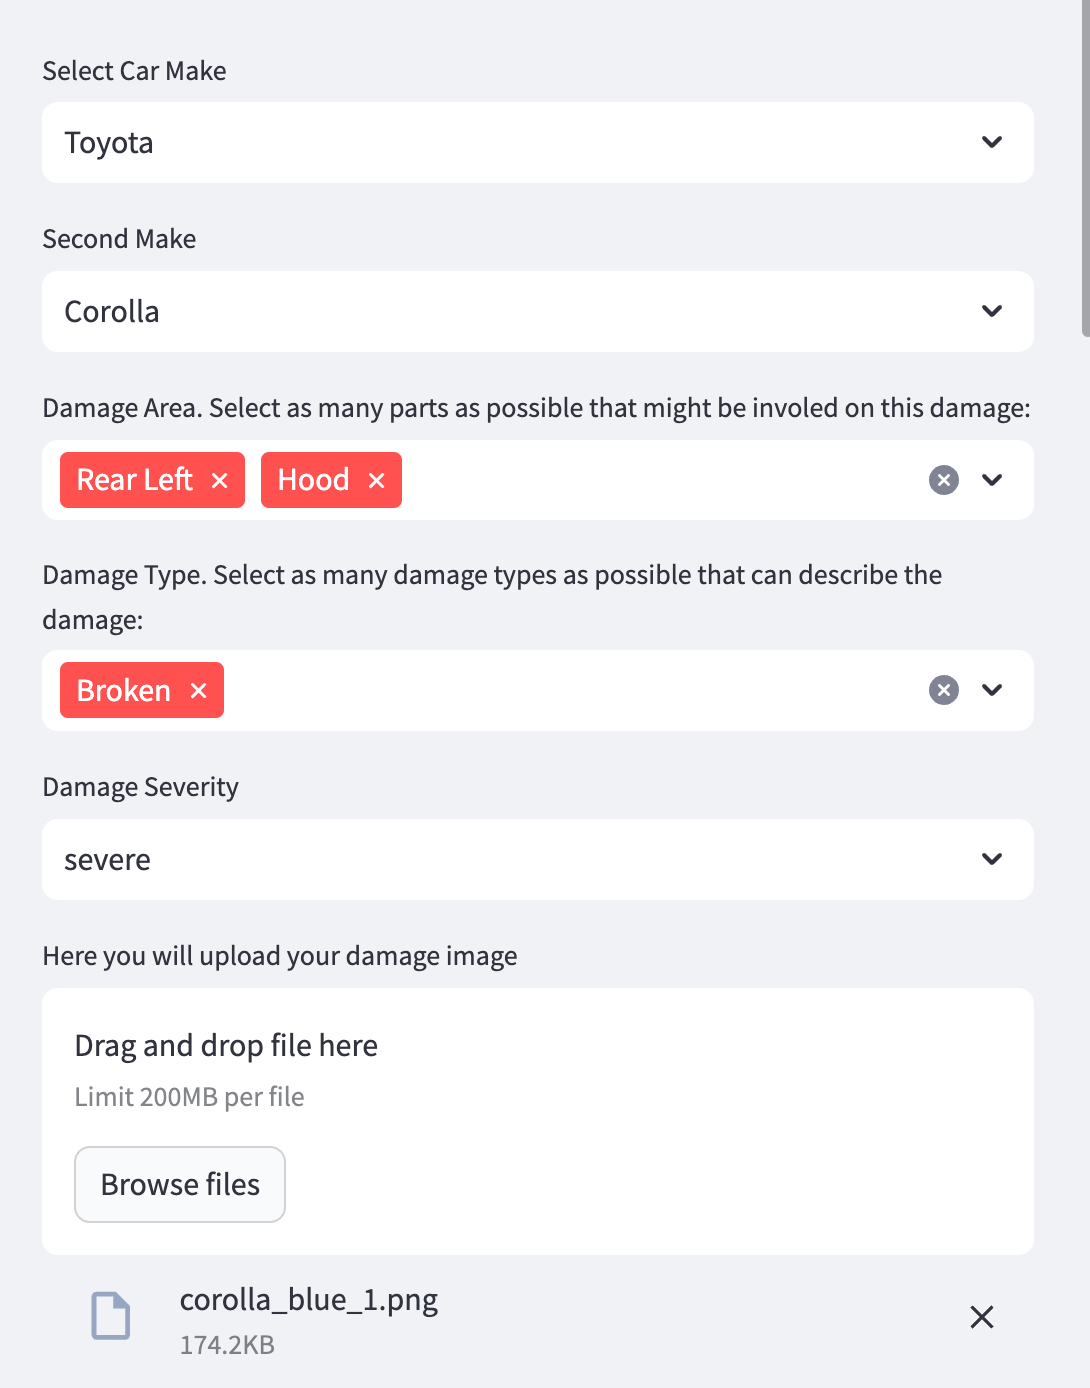 Select Car Make
Toyota
Second Make
Corolla
Damage Area. Select as many parts as possible that might be involed on this damage:
Rear Left × Hood ×
Damage Type. Select as many damage types as possible that can describe the
damage:
Broken ×
Damage Severity
severe
Here you will upload your damage image
Drag and drop file here
Limit 200MB per file
Browse files
corolla_blue_1.png
174.2KB